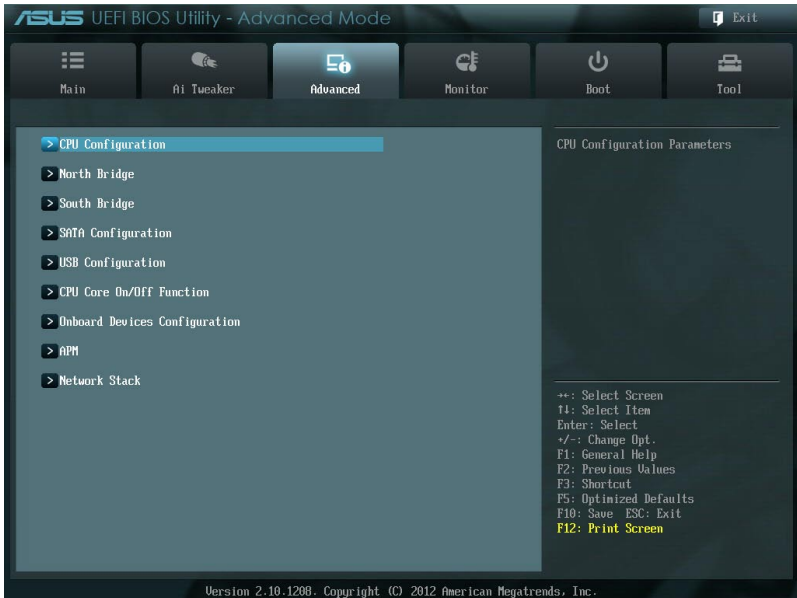 ASUS UEFI BIOS Utility - Advanced Mode
Exit
Main
Ai Tweaker
Advanced
Monitor
Boot
Tool
> CPU Configuration
> North Bridge
> South Bridge
> SATA Configuration
> USB Configuration
> CPU Core On/Off Function
> Onboard Devices Configuration
> APM
> Network Stack
CPU Configuration Parameters
→←: Select Screen
↑↓: Select Item
Enter: Select
+/-: Change Opt.
F1: General Help
F2: Previous Values
F3: Shortcut
F5: Optimized Defaults
F10: Save ESC: Exit
F12: Print Screen
Version 2.10.1208. Copyright (C) 2012 American Megatrends, Inc.